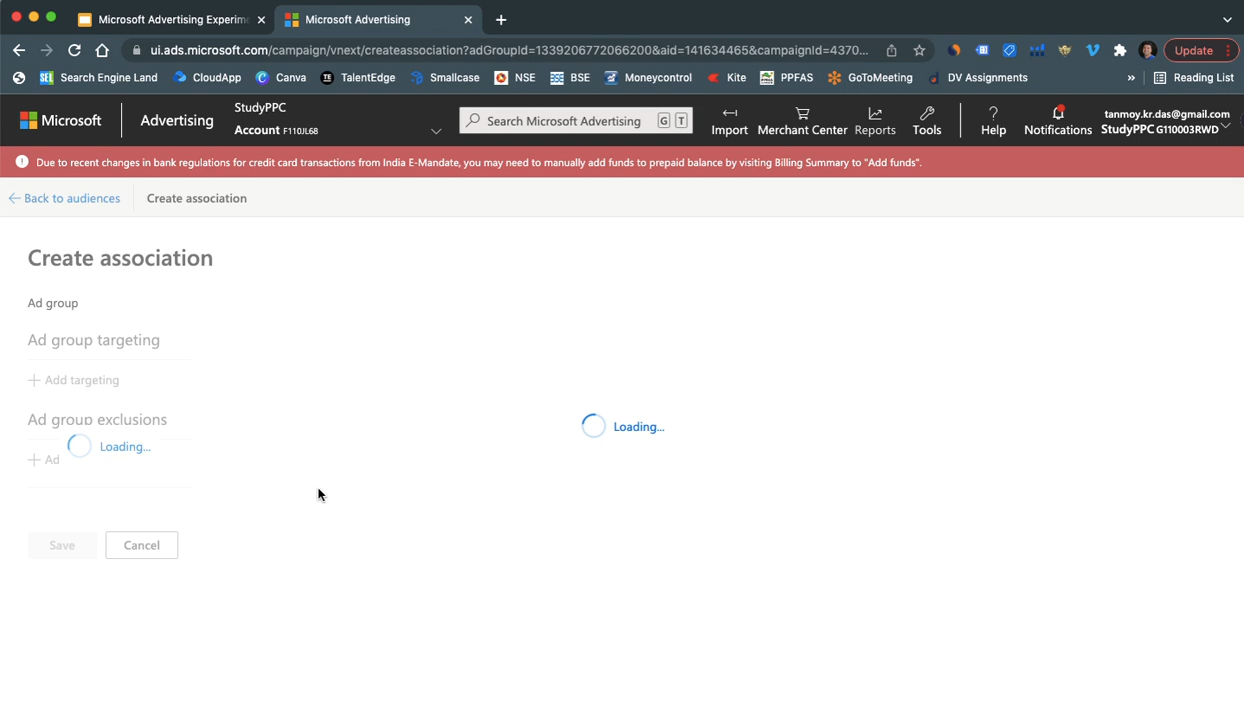 Microsoft Advertising Experime
Microsoft Advertising
ui.ads.microsoft.com/campaign/vnext/createassociation?adGroupId=1339206772066200&aid=141634465&campaignId=4370...
Update
Search Engine Land
CloudApp
Canva
TalentEdge
Smallcase
NSE
BSE
Moneycontrol
Kite
PPFAS
GoToMeeting
DV Assignments
»
Reading List
Microsoft
Advertising
StudyPPC
Account F110JL68
Search Microsoft Advertising G T
Import
Merchant Center
Reports
Tools
Help
Notifications
tanmoy.kr.das@gmail.com
StudyPPC G110003RWD
Due to recent changes in bank regulations for credit card transactions from India E-Mandate, you may need to manually add funds to prepaid balance by visiting Billing Summary to "Add funds".
Back to audiences
Create association
Create association
Ad group
Ad group targeting
Add targeting
Ad group exclusions
Loading...
Ad
Loading...
Save
Cancel